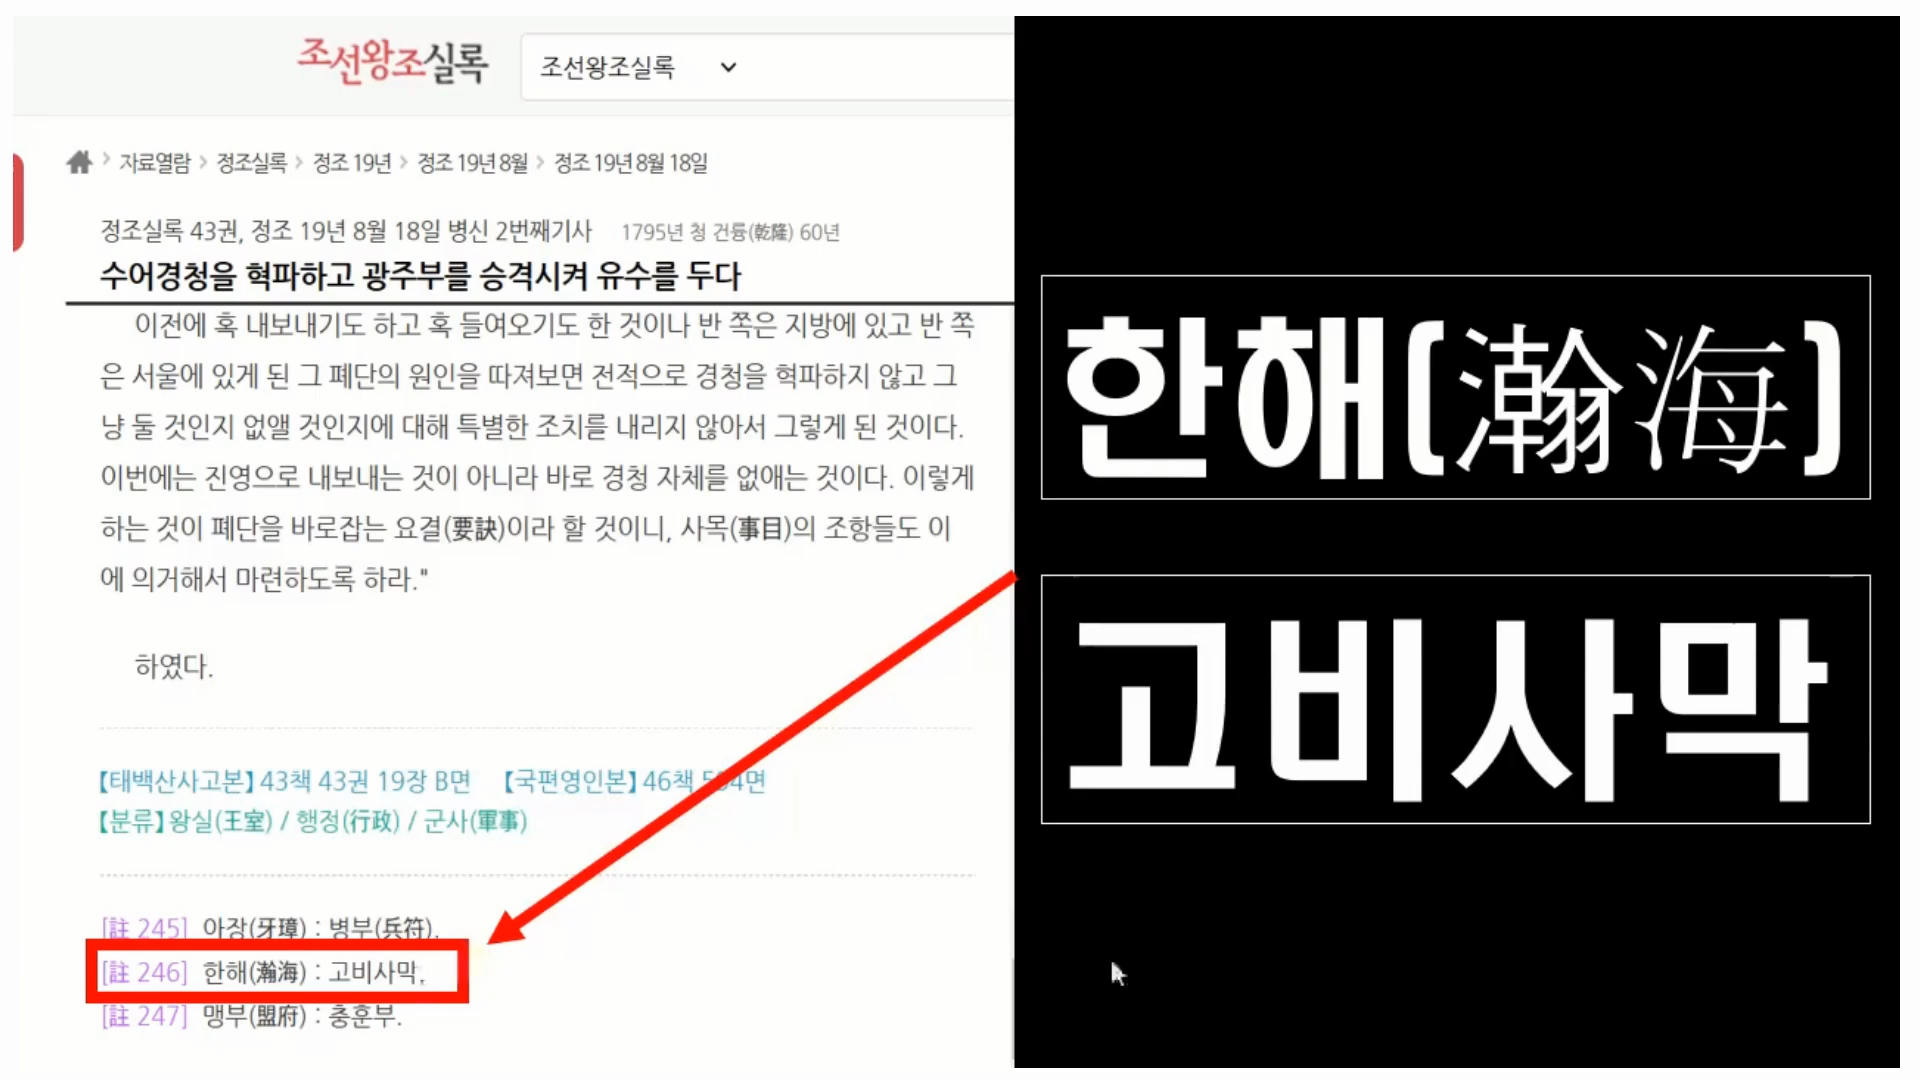 조선왕조실록
조선왕조실록
자료열람 > 정조실록 > 정조 19년 > 정조 19년 8월 > 정조 19년 8월 18일
정조실록 43권, 정조 19년 8월 18일 병신 2번째기사 1795년 청 건륭(乾隆) 60년
수어경청을 혁파하고 광주부를 승격시켜 유수를 두다
이전에 혹 내보내기도 하고 혹 들여오기도 한 것이나 반 쪽은 지방에 있고 반 쪽
은 서울에 있게 된 그 폐단의 원인을 따져보면 전적으로 경청을 혁파하지 않고 그
냥 둘 것인지 없앨 것인지에 대해 특별한 조치를 내리지 않아서 그렇게 된 것이다.
이번에는 진영으로 내보내는 것이 아니라 바로 경청 자체를 없애는 것이다. 이렇게
하는 것이 폐단을 바로잡는 요결(要訣)이라 할 것이니, 사목(事目)의 조항들도 이
에 의거해서 마련하도록 하라."
하였다.
【태백산사고본】 43책 43권 19장 B면 【국편영인본】 46책
【분류】 왕실(王室) / 행정(行政) / 군사(軍事)
[註 245] 아장(牙璋) : 병부(兵符).
[註 246] 한해(瀚海) : 고비사막.
[註 247] 맹부(盟府) : 충훈부.
한해(瀚海)
고비사막